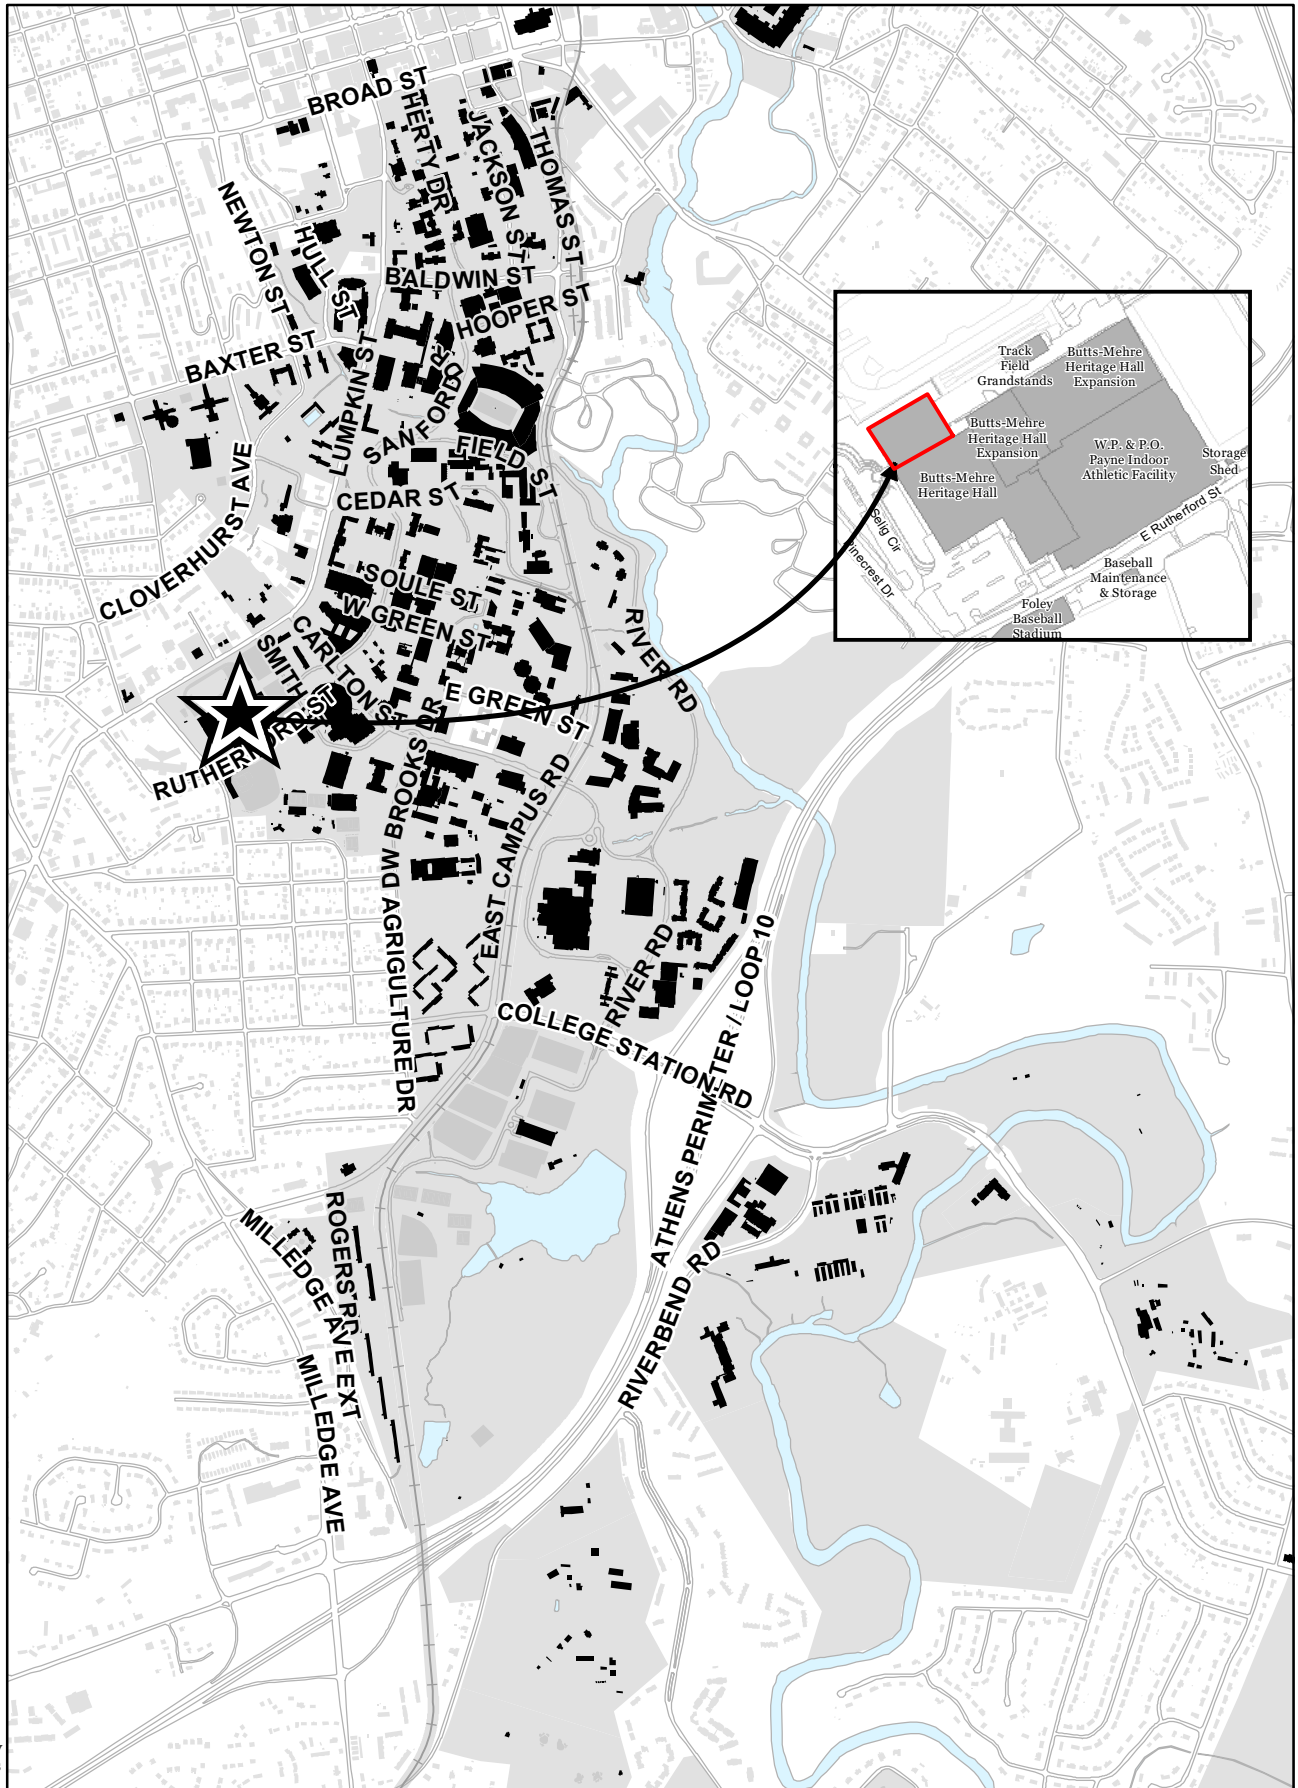 BROAD ST
HERTY DR
JACKSON ST
THOMAS ST
NEWTON ST
HULL ST
BALDWIN ST
HOOPER ST
BAXTER ST
LUMPKIN ST
SANFORD DR
FIELD ST
CEDAR ST
CLOVERHURST AVE
SOULE ST
W GREEN ST
CARLTON ST
SMITH
E GREEN ST
RIVER RD
RUTHERFORD ST
DW BROOKS DR
EAST CAMPUS RD
AGRIGULTURE DR
RIVER RD
COLLEGE STATION RD
ATHENS PERIMETER / LOOP 10
ROGERS RD
MILLEDGE AVE EXT
MILLEDGE AVE
RIVERBEND RD
Track
Field
Grandstands
Butts-Mehre
Heritage Hall
Expansion
Butts-Mehre
Heritage Hall
Expansion
W.P. & P.O.
Payne Indoor
Athletic Facility
Storage
Shed
Butts-Mehre
Heritage Hall
Selig Cir
inecrest Dr
E Rutherford St
Baseball
Maintenance
& Storage
Foley
Baseball
Stadium